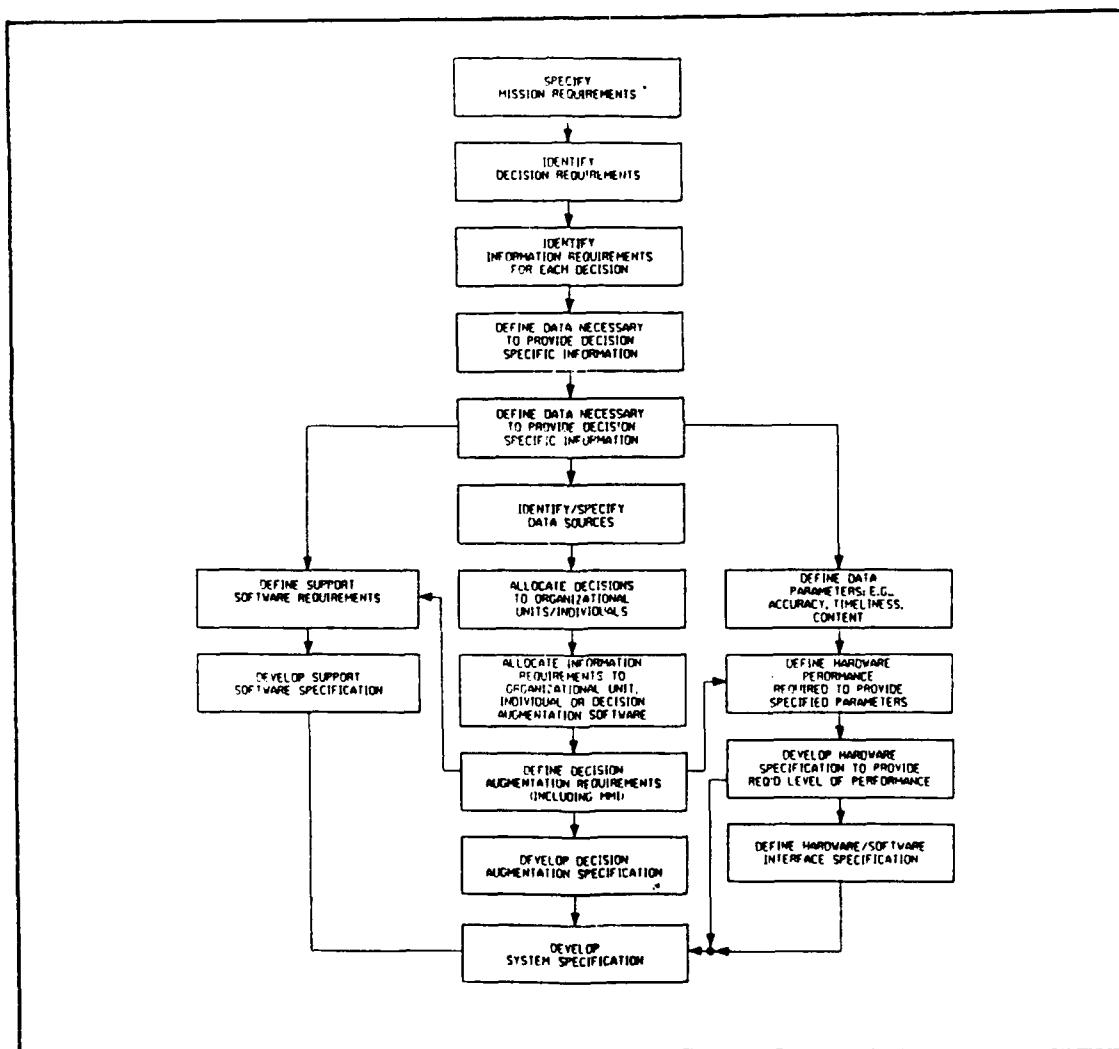 SPECIFY
MISSION REQUIREMENTS
IDENTIFY
DECISION REQUIREMENTS
IDENTIFY
INFORMATION REQUIREMENTS
FOR EACH DECISION
DEFINE DATA NECESSARY
TO PROVIDE DECISION
SPECIFIC INFORMATION
DEFINE DATA NECESSARY
TO PROVIDE DECISION
SPECIFIC INFORMATION
IDENTIFY/SPECIFY
DATA SOURCES
DEFINE SUPPORT
SOFTWARE REQUIREMENTS
DEVELOP SUPPORT
SOFTWARE SPECIFICATION
ALLOCATE DECISIONS
TO ORGANIZATIONAL
UNITS/INDIVIDUALS
ALLOCATE INFORMATION
REQUIREMENTS TO
ORGANIZATIONAL UNIT,
INDIVIDUAL OR DECISION
AUGMENTATION SOFTWARE
DEFINE DECISION
AUGMENTATION REQUIREMENTS
(INCLUDING MMI)
DEVELOP DECISION
AUGMENTATION SPECIFICATION
DEFINE DATA
PARAMETERS; E.G.,
ACCURACY, TIMELINESS,
CONTENT
DEFINE HARDWARE
PERFORMANCE
REQUIRED TO PROVIDE
SPECIFIED PARAMETERS
DEVELOP HARDWARE
SPECIFICATION TO PROVIDE
REQ'D LEVEL OF PERFORMANCE
DEFINE HARDWARE/SOFTWARE
INTERFACE SPECIFICATION
DEVELOP
SYSTEM SPECIFICATION